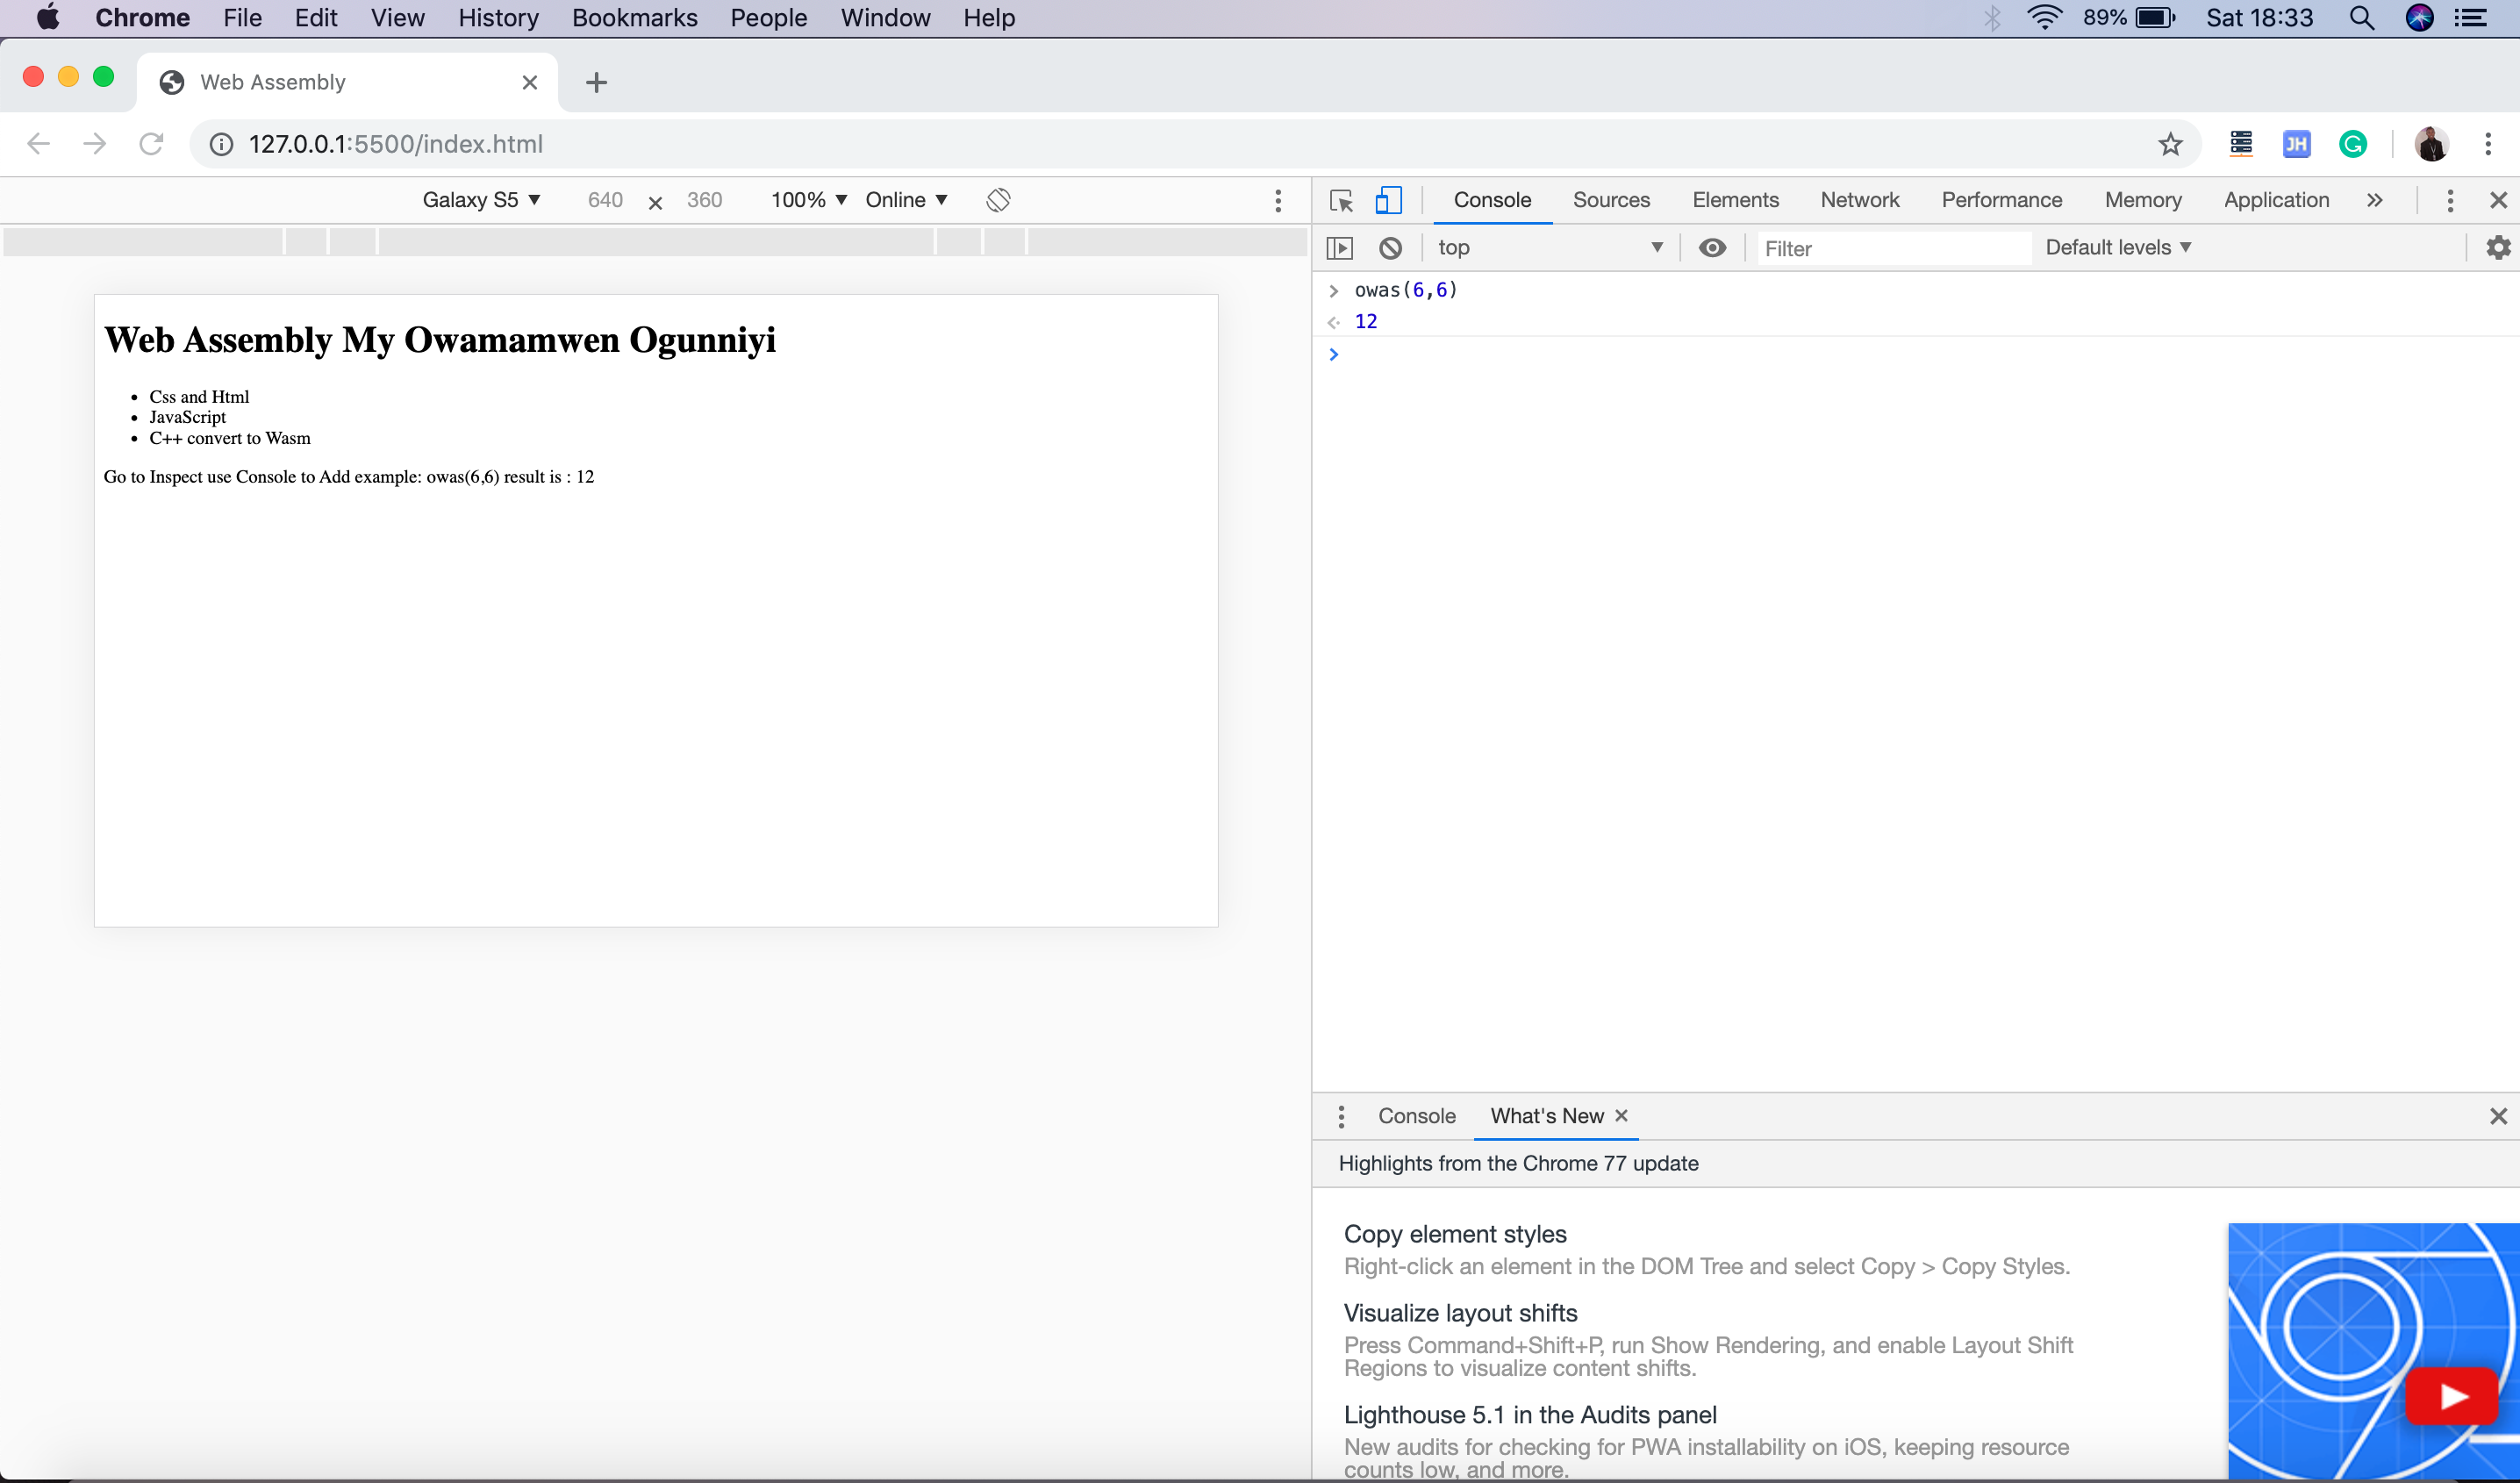 Chrome File Edit View History Bookmarks People Window Help 89% Sat 18:33
Web Assembly
127.0.0.1:5500/index.html JH G
Galaxy S5 640 × 360 100% Online
Console Sources Elements Network Performance Memory Application »
top Filter Default levels
Web Assembly My Owamamwen Ogunniyi
• Css and Html
• JavaScript
• C++ convert to Wasm
Go to Inspect use Console to Add example: owas(6,6) result is : 12
> owas(6,6)
12
>
Console What's New
Highlights from the Chrome 77 update
Copy element styles
Right-click an element in the DOM Tree and select Copy > Copy Styles.
Visualize layout shifts
Press Command+Shift+P, run Show Rendering, and enable Layout Shift
Regions to visualize content shifts.
Lighthouse 5.1 in the Audits panel
New audits for checking for PWA installability on iOS, keeping resource
counts low, and more.